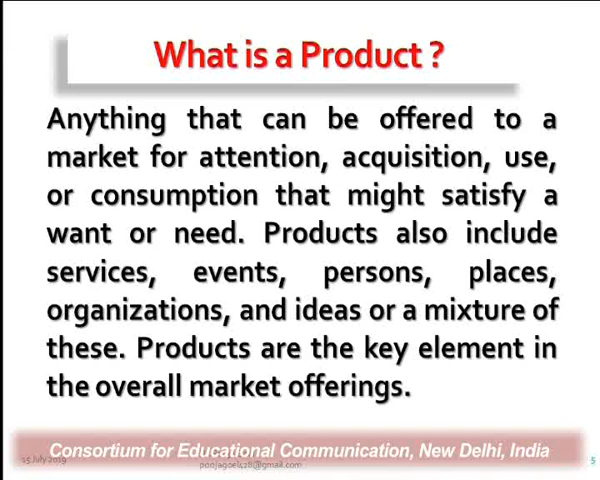 What is a Product ?
Anything that can be offered to a
market for attention, acquisition, use,
or consumption that might satisfy a
want or need. Products also include
services, events, persons, places,
organizations, and ideas or a mixture of
these. Products are the key element in
the overall market offerings.
Consortium for Educational Communication, New Delhi, India
15 July 2019
poojagoel428@gmail.com
5